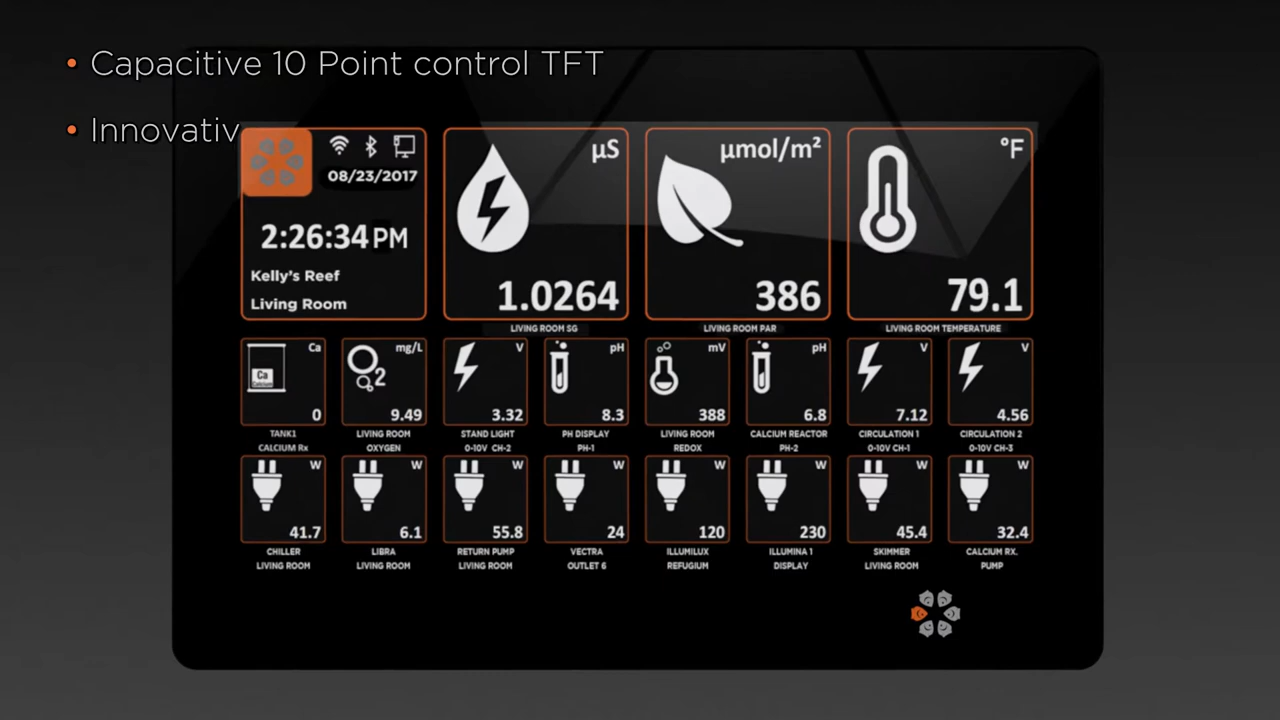 • Capacitive 10 Point control TFT
• Innovativ
08/23/2017
2:26:34 PM
Kelly's Reef
Living Room
µS
1.0264
LIVING ROOM SG
µmol/m²
386
LIVING ROOM PAR
°F
79.1
LIVING ROOM TEMPERATURE
Ca
Ca
0
TANK1
CALCIUM Rx
mg/L
2
9.49
LIVING ROOM
OXYGEN
V
3.32
STAND LIGHT
0-10V CH-2
pH
8.3
PH DISPLAY
PH-1
mV
388
LIVING ROOM
REDOX
pH
6.8
CALCIUM REACTOR
PH-2
V
7.12
CIRCULATION 1
0-10V CH-1
V
4.56
CIRCULATION 2
0-10V CH-3
W
41.7
CHILLER
LIVING ROOM
W
6.1
LIBRA
LIVING ROOM
W
55.8
RETURN PUMP
LIVING ROOM
W
24
VECTRA
OUTLET 6
W
120
ILLUMILUX
REFUGIUM
W
230
ILLUMINA 1
DISPLAY
W
45.4
SKIMMER
LIVING ROOM
W
32.4
CALCIUM RX.
PUMP